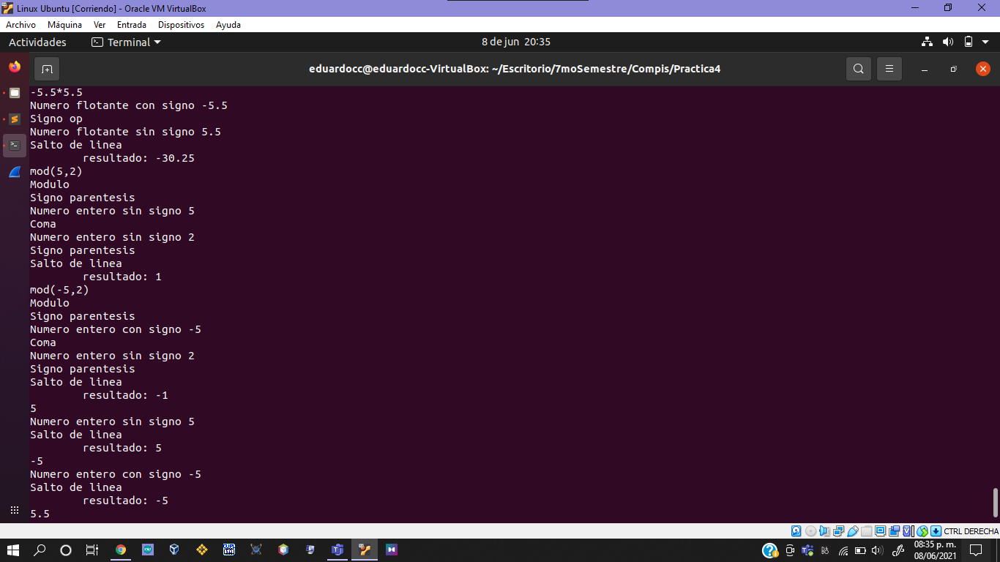 Linux Ubuntu [Corriendo] - Oracle VM VirtualBox
Archivo Máquina Ver Entrada Dispositivos Ayuda
Actividades Terminal 8 de jun 20:35
eduardocc@eduardocc-VirtualBox: ~/Escritorio/7moSemestre/Compis/Practica4
-5.5*5.5
Numero flotante con signo -5.5
Signo op
Numero flotante sin signo 5.5
Salto de linea
resultado: -30.25
mod(5,2)
Modulo
Signo parentesis
Numero entero sin signo 5
Coma
Numero entero sin signo 2
Signo parentesis
Salto de linea
resultado: 1
mod(-5,2)
Modulo
Signo parentesis
Numero entero con signo -5
Coma
Numero entero sin signo 2
Signo parentesis
Salto de linea
resultado: -1
5
Numero entero sin signo 5
Salto de linea
resultado: 5
-5
Numero entero con signo -5
Salto de linea
resultado: -5
5.5
CTRL DERECHA
08:35 p. m.
08/06/2021